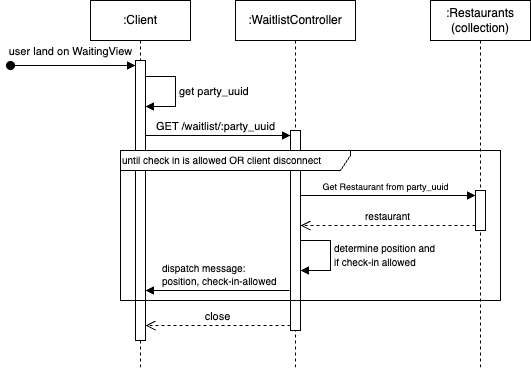 :Client
:WaitlistController
:Restaurants
(collection)
user land on WaitingView
get party_uuid
GET /waitlist/:party_uuid
until check in is allowed OR client disconnect
Get Restaurant from party_uuid
restaurant
determine position and
if check-in allowed
dispatch message:
position, check-in-allowed
close